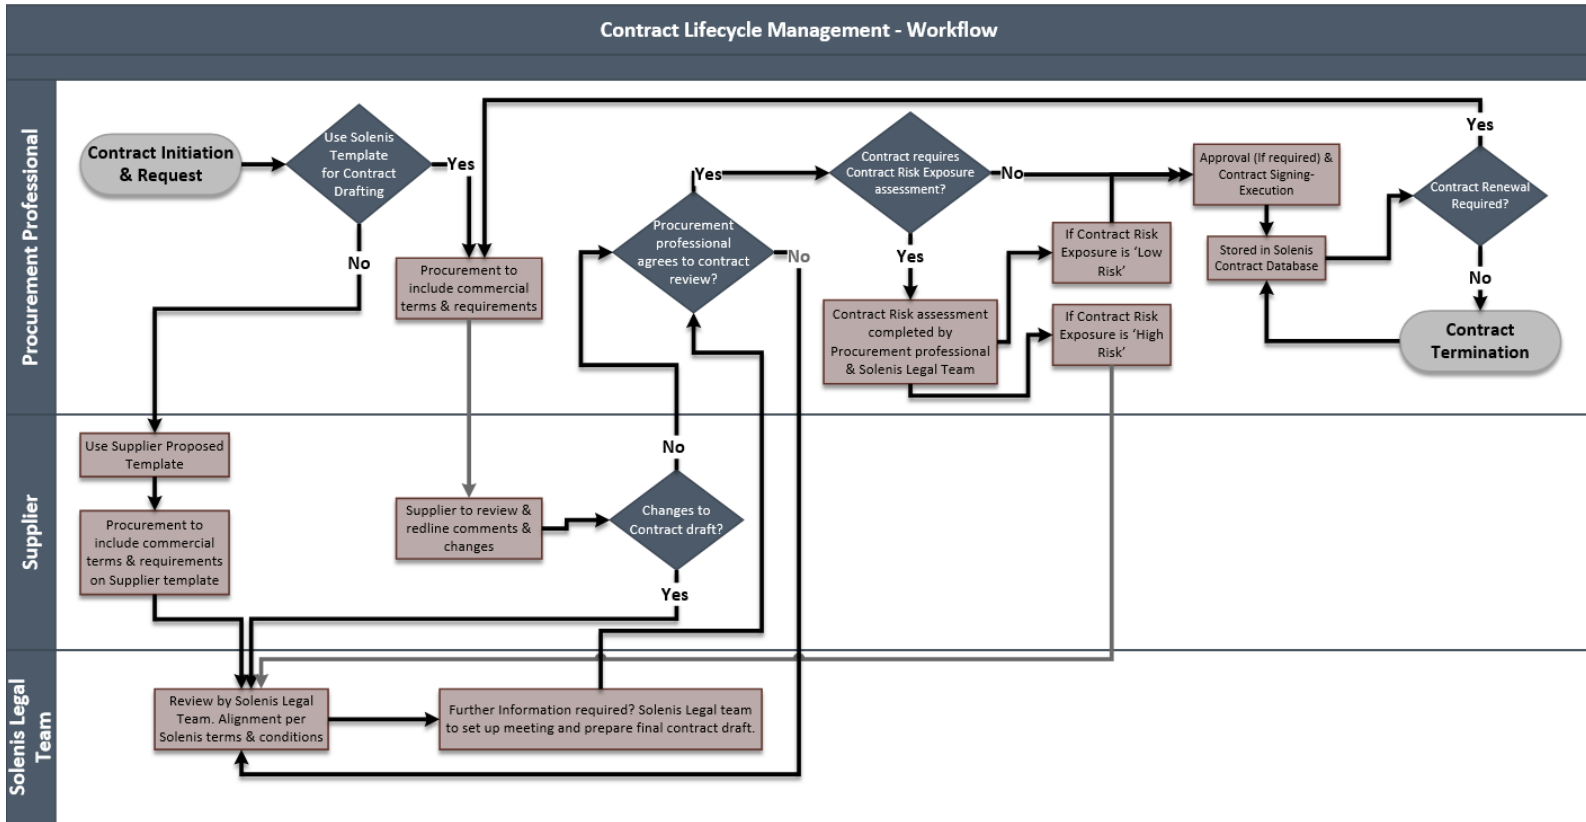 Contract Lifecycle Management - Workflow
Procurement Professional
Contract Initiation
& Request
Use Solenis
Template
for Contract
Drafting
Yes
No
Procurement to
include commercial
terms & requirements
Procurement
professional
agrees to contract
review?
Yes
No
Contract requires
Contract Risk Exposure
assessment?
No
Yes
Contract Risk assessment
completed by
Procurement professional
& Solenis Legal Team
If Contract Risk
Exposure is ‘Low
Risk’
If Contract Risk
Exposure is ‘High
Risk’
Approval (If required) &
Contract Signing-
Execution
Stored in Solenis
Contract Database
Yes
Contract Renewal
Required?
No
Contract
Termination
Supplier
Use Supplier Proposed
Template
Procurement to
include commercial
terms & requirements
on Supplier template
Supplier to review &
redline comments &
changes
No
Changes to
Contract draft?
Yes
Solenis Legal
Team
Review by Solenis Legal
Team. Alignment per
Solenis terms & conditions
Further Information required? Solenis Legal team
to set up meeting and prepare final contract draft.